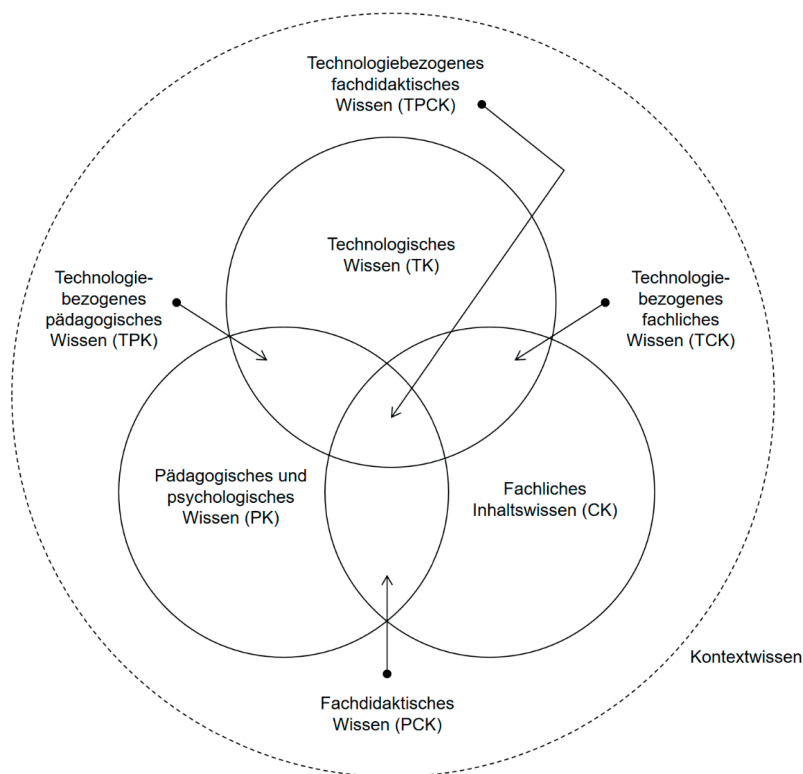 Technologiebezogenes
fachdidaktisches
Wissen (TPCK)
Technologisches
Wissen (TK)
Technologie-
bezogenes
pädagogisches
Wissen (TPK)
Technologie-
bezogenes
fachliches
Wissen (TCK)
Pädagogisches und
psychologisches
Wissen (PK)
Fachliches
Inhaltswissen (CK)
Kontextwissen
Fachdidaktisches
Wissen (PCK)